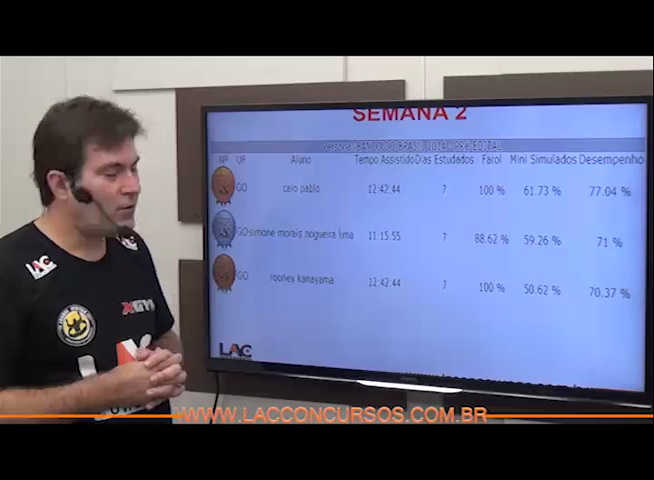 SEMANA 2
Nº UF Aluno Tempo Assistido Dias Estudados Farol Mini Simulados Desempenho
GO caio pablo 12:42:44 7 100 % 61.73 % 77.04 %
GO simone morais nogueira lima 11:15:55 7 88.62 % 59.26 % 71 %
GO rooney kanayama 12:42:44 7 100 % 50.62 % 70.37 %
LAC
LAC
XGYM
WWW.LACCONCURSOS.COM.BR